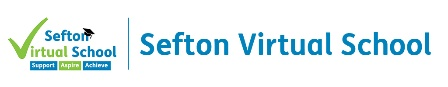 Sefton
Virtual School
Support Aspire Achieve
Sefton Virtual School